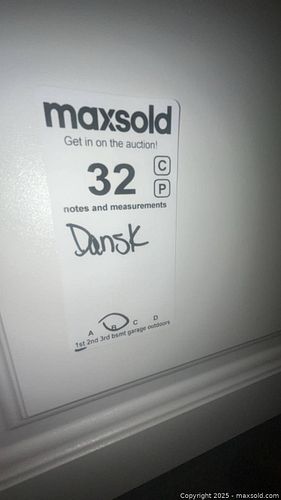 maxsold
Get in on the auction!
32
C
P
notes and measurements
Dansk
A B C D
1st 2nd 3rd bsmt garage outdoors
Copyright 2025 - maxsold.com